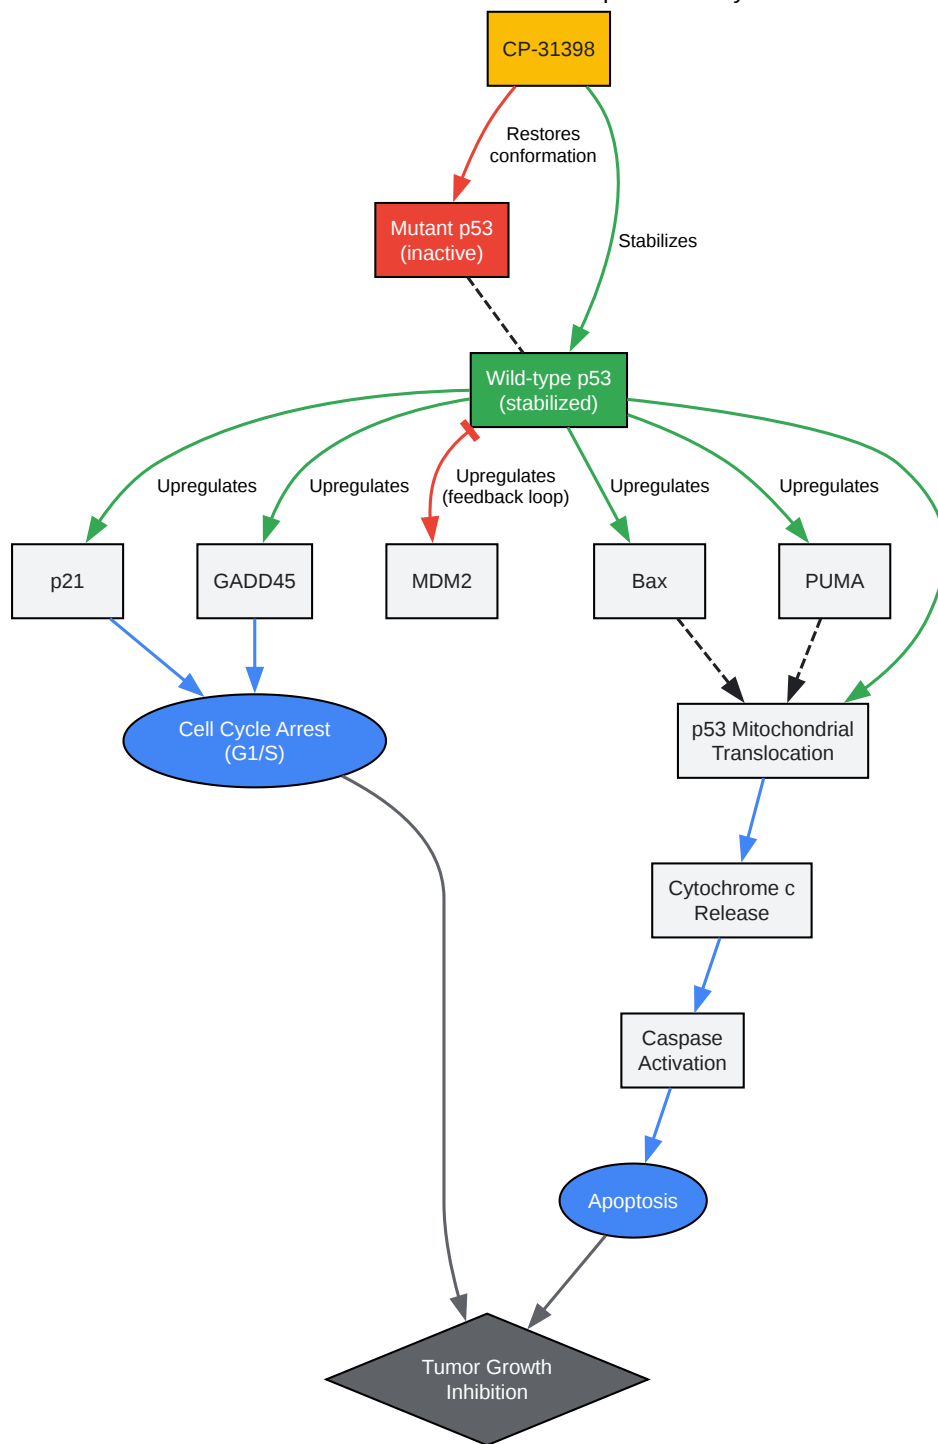 CP-31398
Restores
conformation
Mutant p53
(inactive)
Stabilizes
Wild-type p53
(stabilized)
Upregulates
Upregulates
Upregulates
(feedback loop)
Upregulates
Upregulates
p21
GADD45
MDM2
Bax
PUMA
Cell Cycle Arrest
(G1/S)
p53 Mitochondrial
Translocation
Cytochrome c
Release
Caspase
Activation
Apoptosis
Tumor Growth
Inhibition